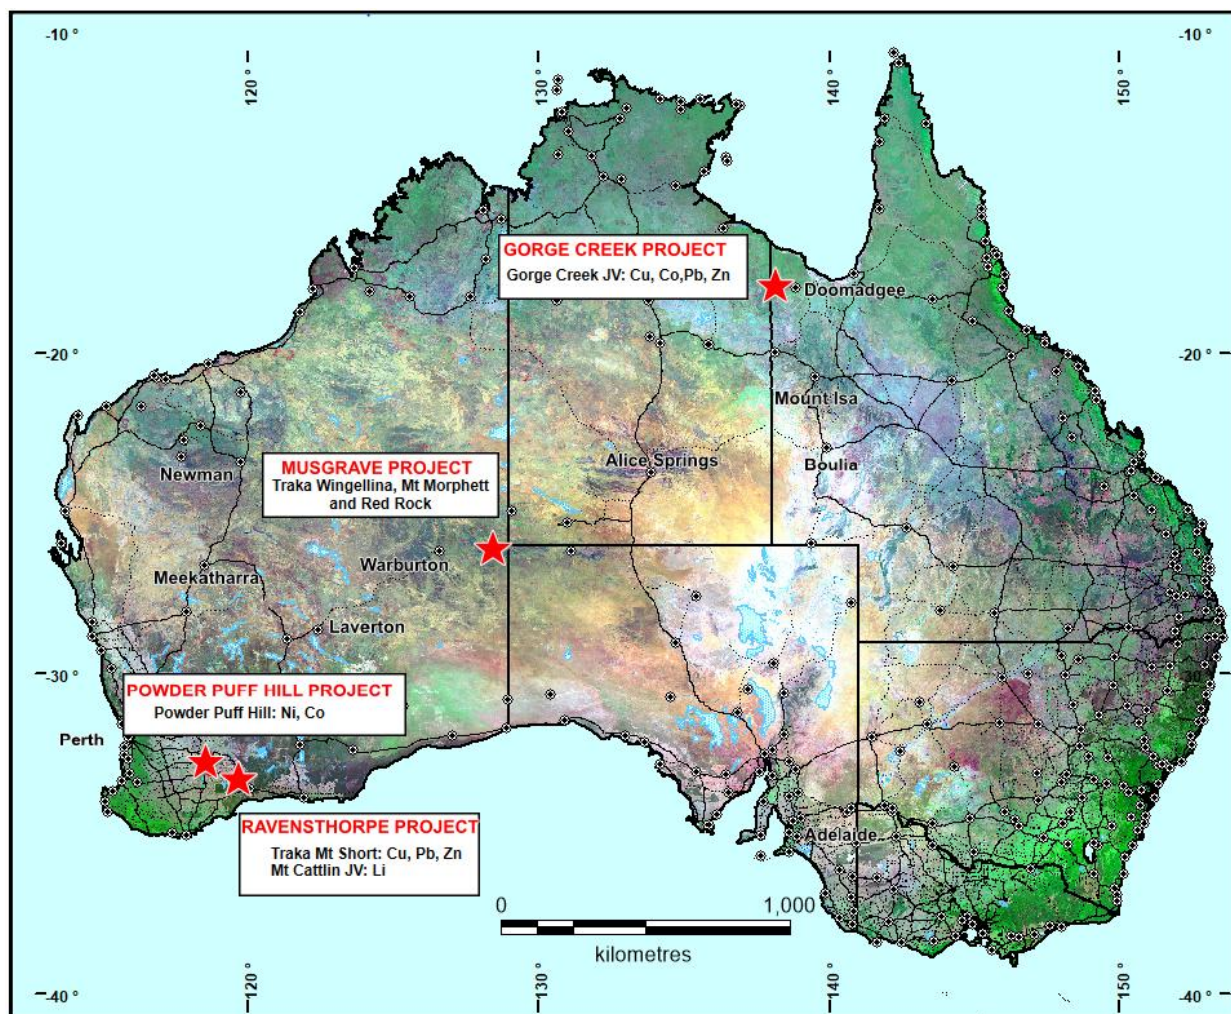 -10 °
-10 °
120 °
130 °
140 °
150 °
GORGE CREEK PROJECT
Gorge Creek JV: Cu, Co,Pb, Zn
Doomadgee
-20 °
-20 °
Mount Isa
MUSGRAVE PROJECT
Traka Wingellina, Mt Morphett
and Red Rock
Alice Springs
Boulia
Newman
Warburton
Meekatharra
Laverton
-30 °
-30 °
POWDER PUFF HILL PROJECT
Powder Puff Hill: Ni, Co
Perth
RAVENSTHORPE PROJECT
Traka Mt Short: Cu, Pb, Zn
Mt Cattlin JV: Li
Adelaide
0
1,000
kilometres
-40 °
-40 °
120 °
130 °
140 °
150 °